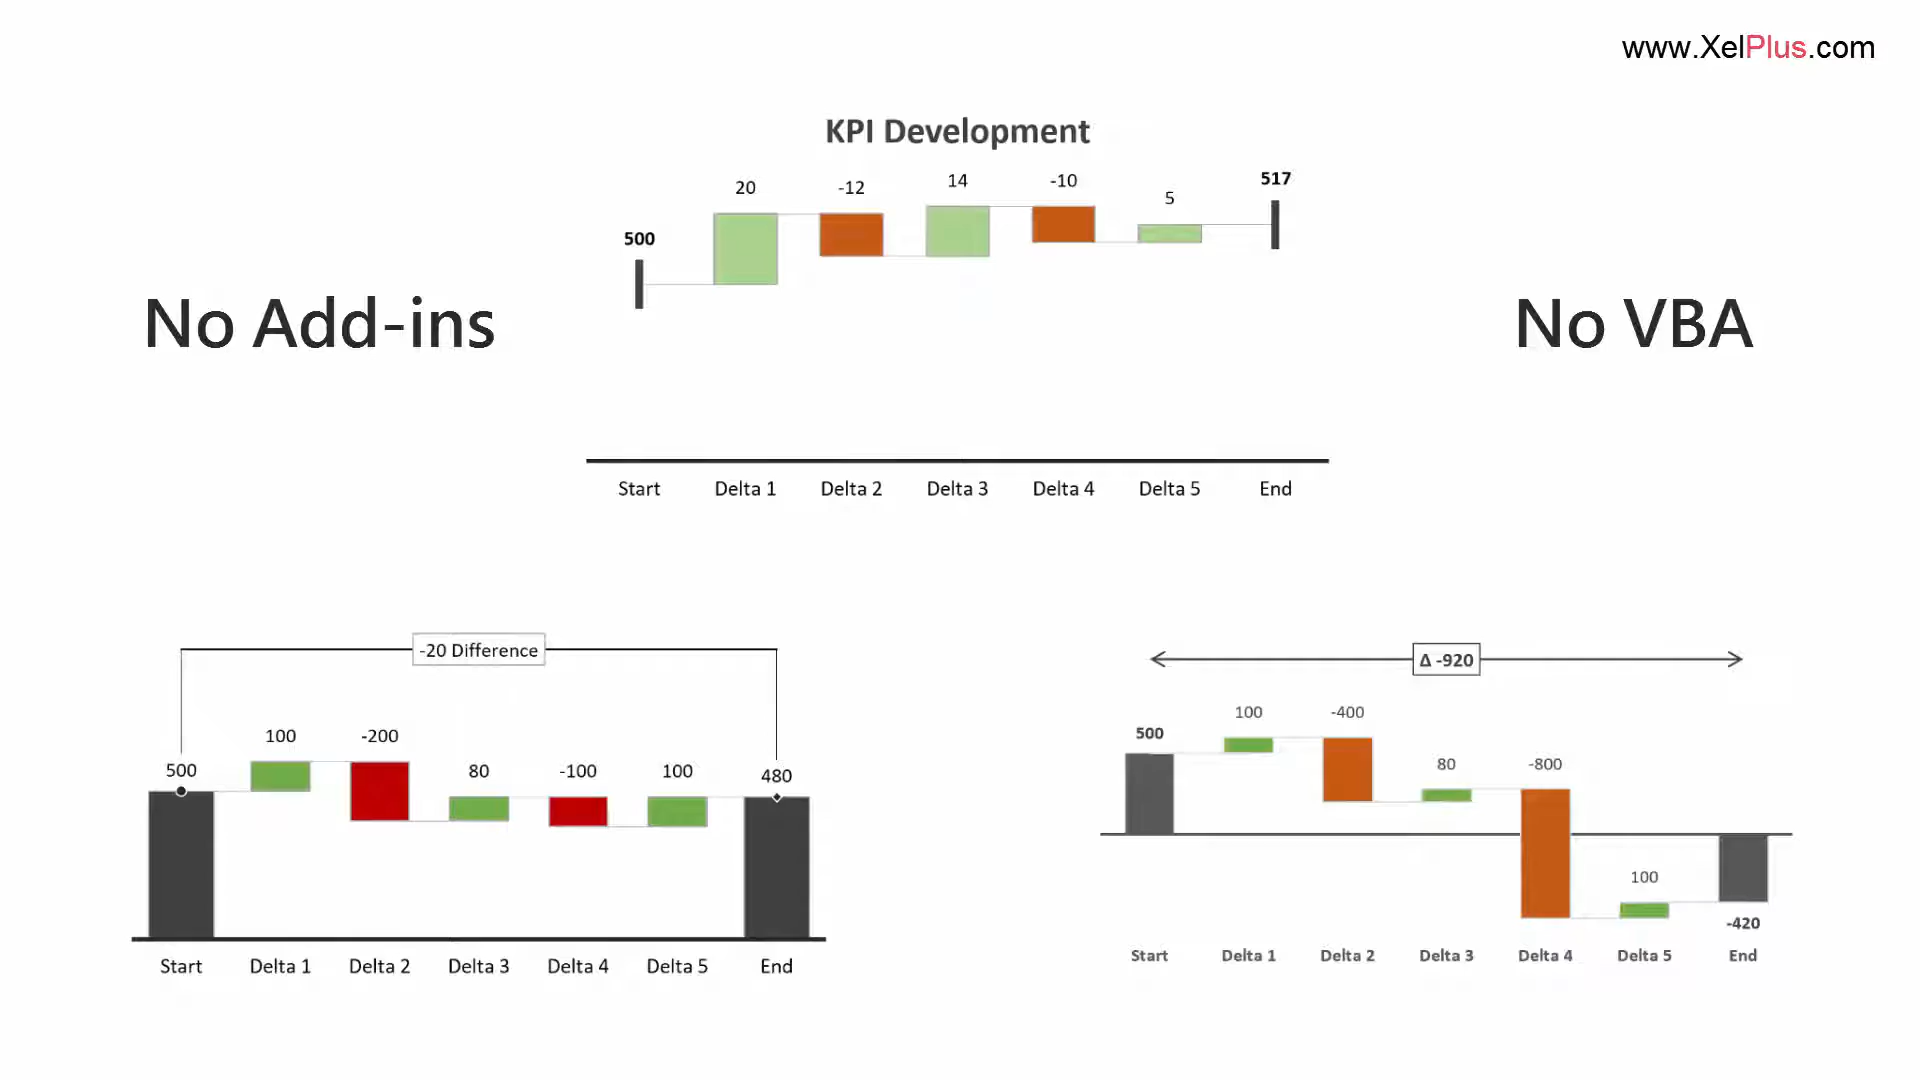 www.XelPlus.com
KPI Development
20 -12 14 -10 5 517
500
No Add-ins
No VBA
Start Delta 1 Delta 2 Delta 3 Delta 4 Delta 5 End
-20 Difference
500 100 -200 80 -100 100 480
Start Delta 1 Delta 2 Delta 3 Delta 4 Delta 5 End
Δ -920
500 100 -400 80 -800 100 -420
Start Delta 1 Delta 2 Delta 3 Delta 4 Delta 5 End